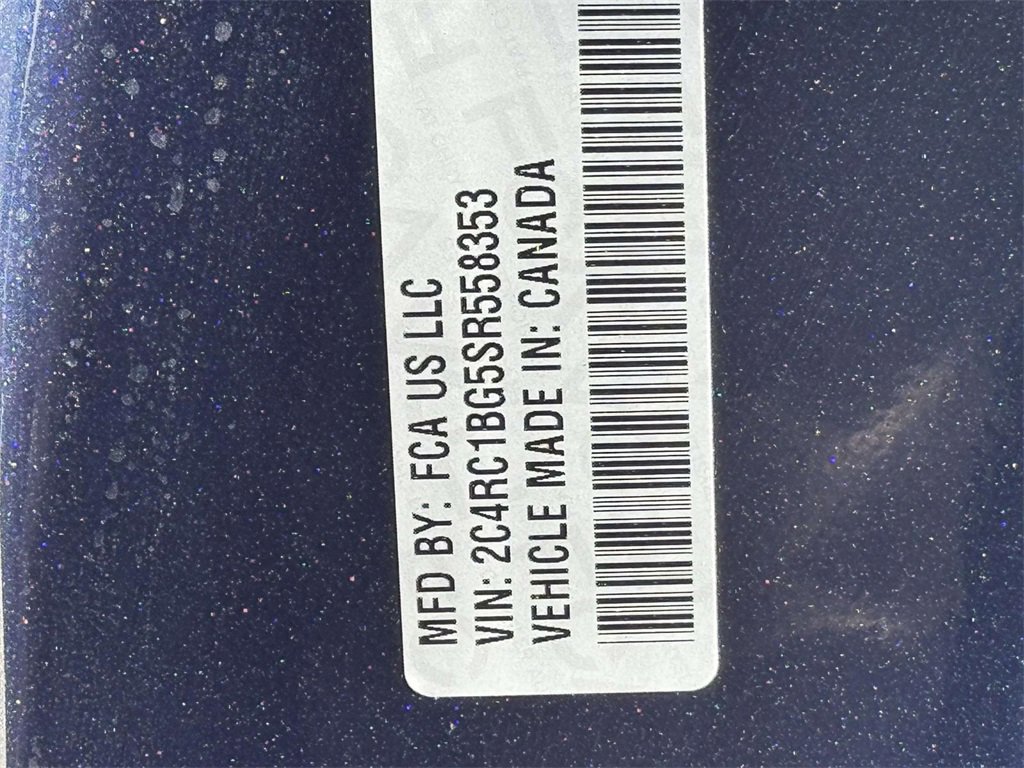 MFD BY: FCA US LLC
VIN: 2C4RC1BG5SR558353
VEHICLE MADE IN: CANADA